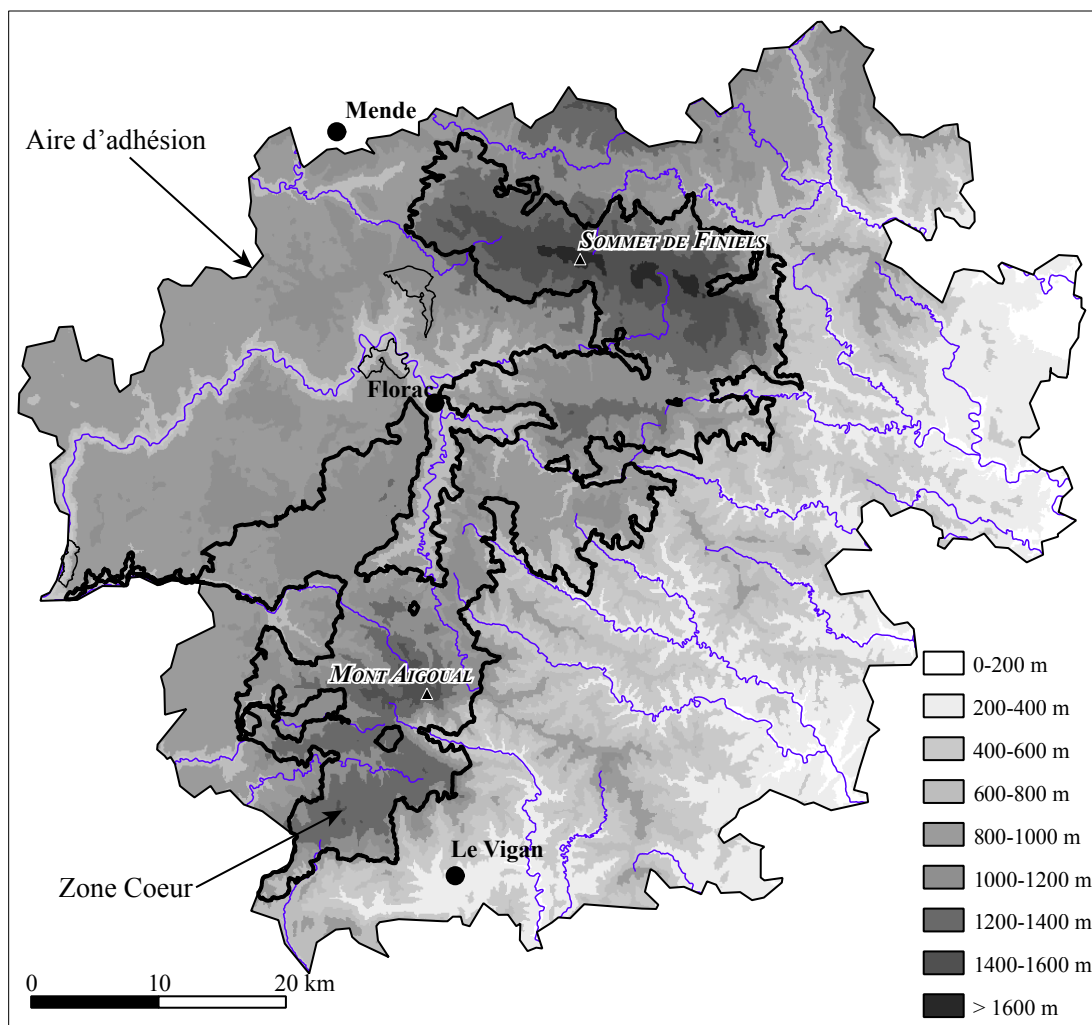 Mende
Aire d'adhésion
SOMMET DE FINIELS
Florac
MONT AIGOUAL
Le Vigan
Zone Coeur
0-200 m
200-400 m
400-600 m
600-800 m
800-1000 m
1000-1200 m
1200-1400 m
1400-1600 m
> 1600 m
0 10 20 km